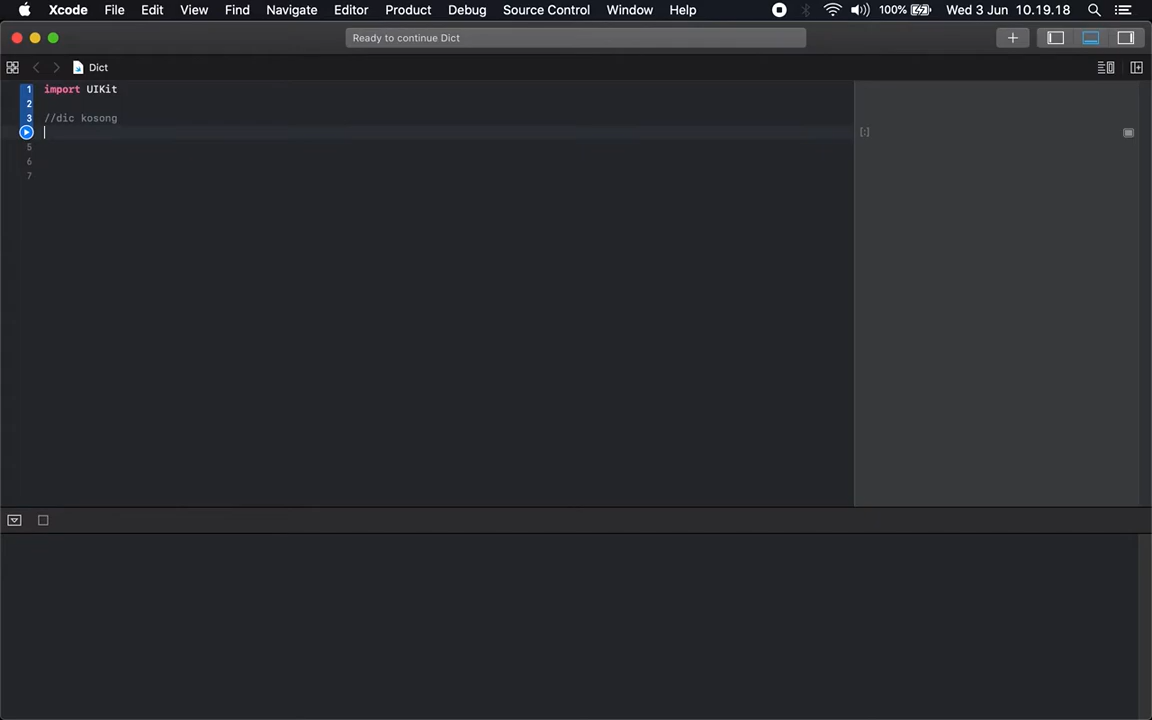 Xcode File Edit View Find Navigate Editor Product Debug Source Control Window Help 100% Wed 3 Jun 10.19.18
Ready to continue Dict
Dict
1 import UIKit
2
3 //dic kosong
[:]
5
6
7